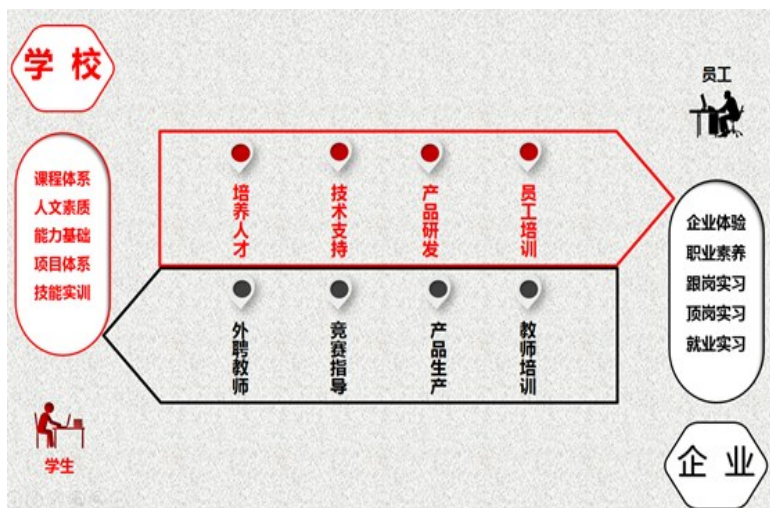 学 校
员工
课程体系
人文素质
能力基础
项目体系
技能实训
培养人才
技术支持
产品研发
员工培训
外聘教师
竞赛指导
产品生产
教师培训
企业体验
职业素养
跟岗实习
顶岗实习
就业实习
学生
企 业